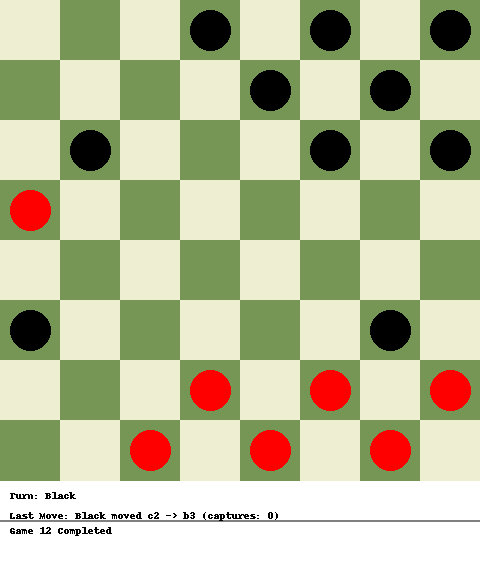 Turn: Black
Last Move: Black moved c2 -> b3 (captures: 0)
Game 12 Completed